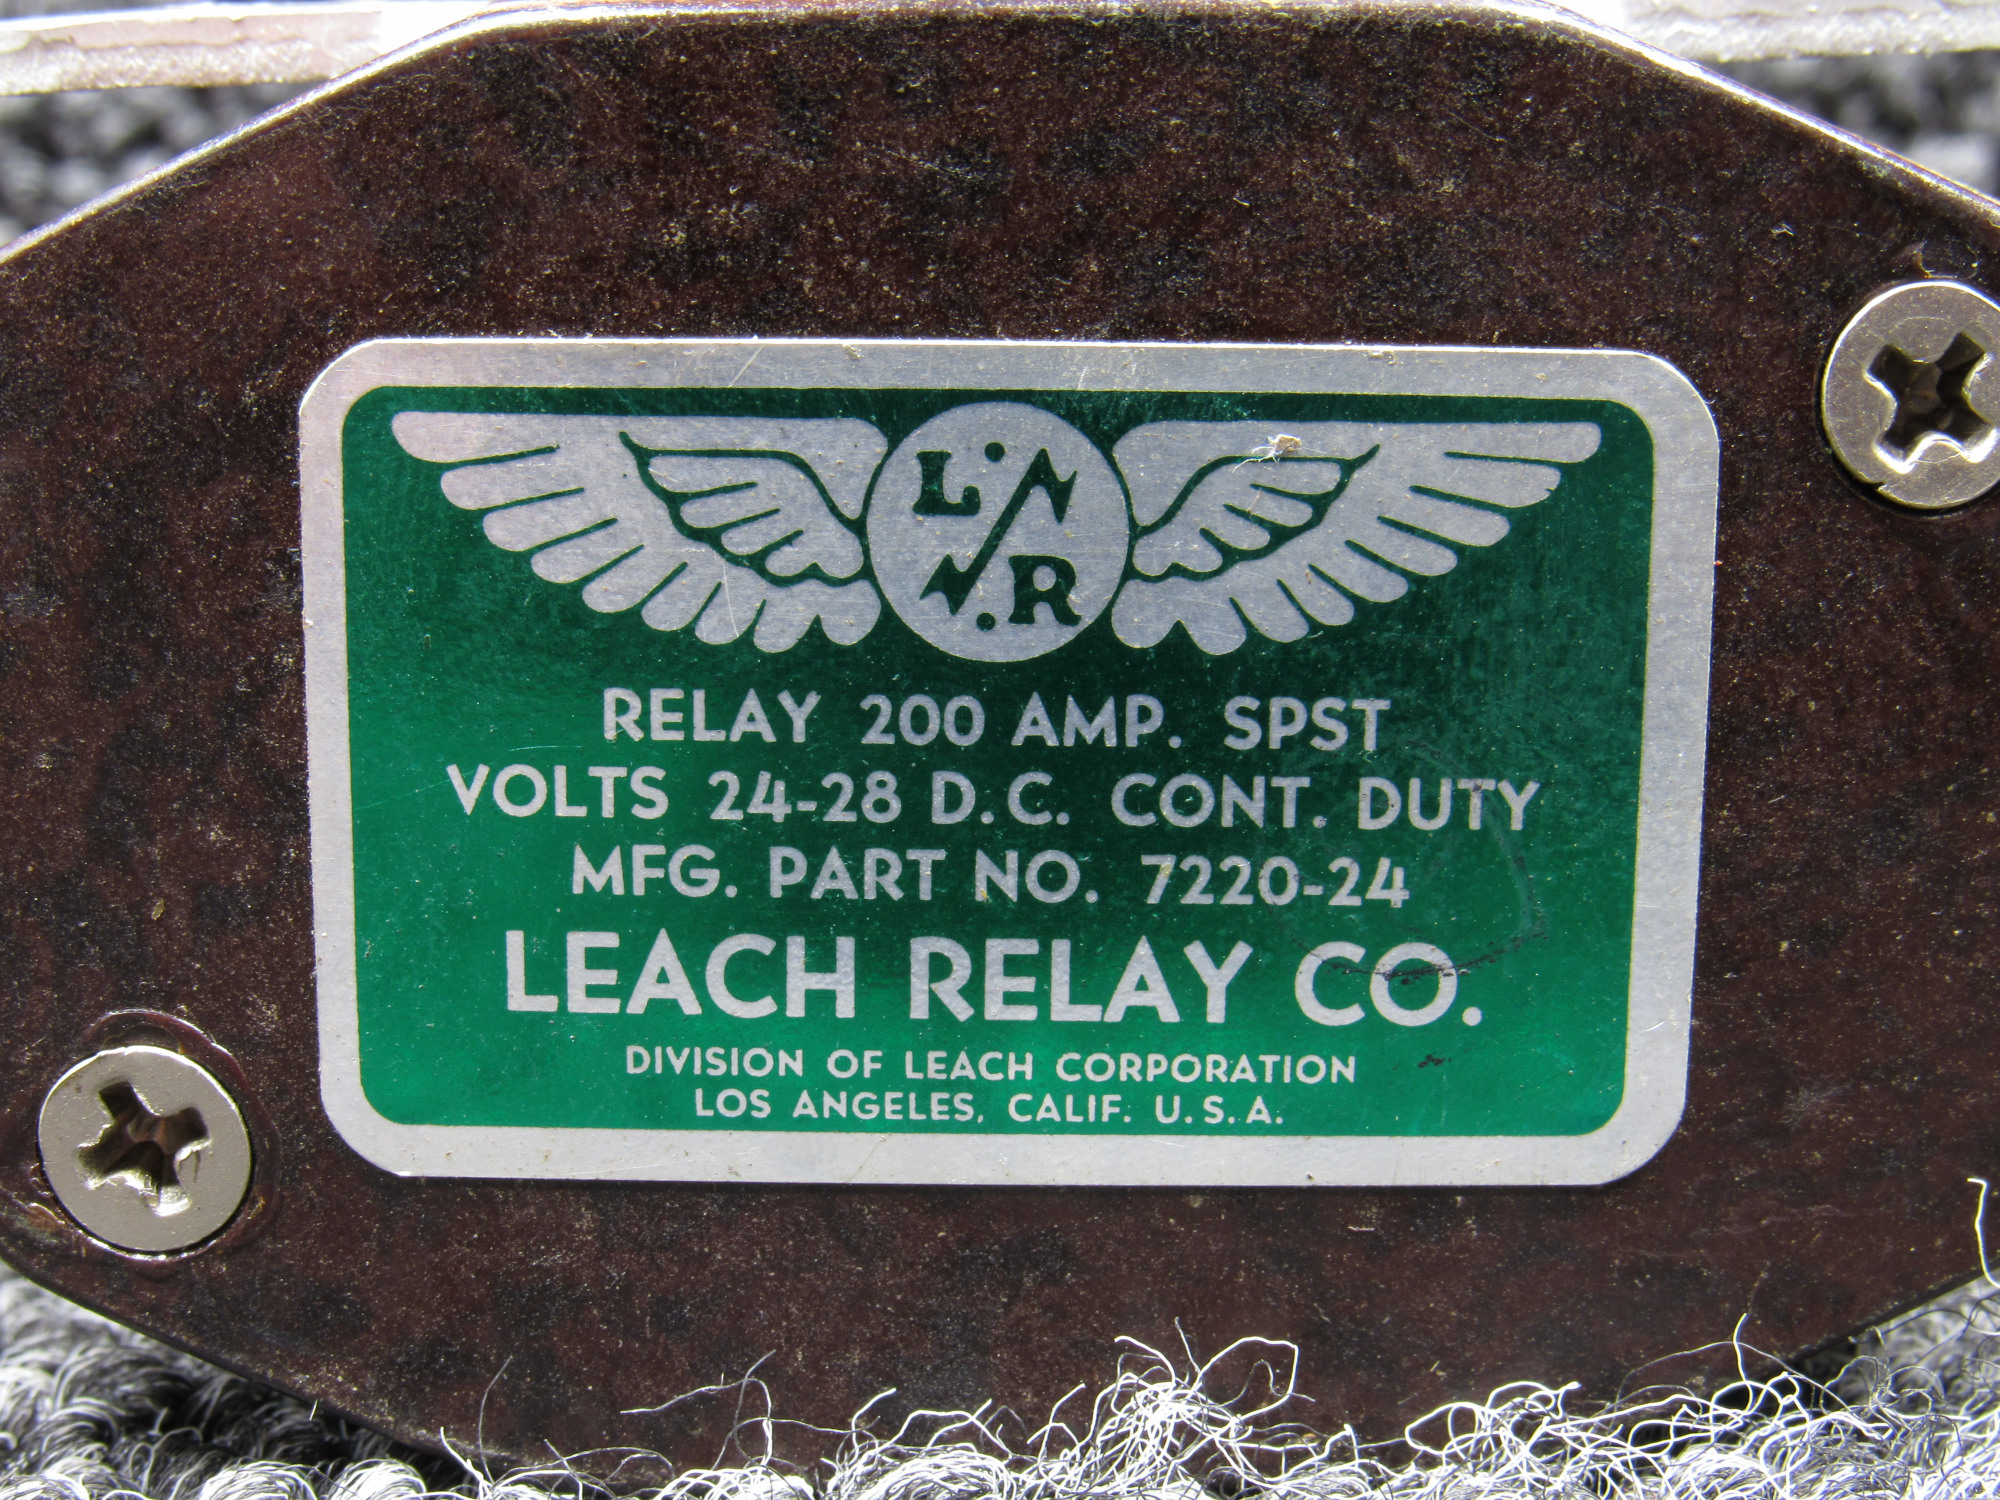 L R
RELAY 200 AMP. SPST
VOLTS 24-28 D.C. CONT. DUTY
MFG. PART NO. 7220-24
LEACH RELAY CO.
DIVISION OF LEACH CORPORATION
LOS ANGELES, CALIF. U.S.A.